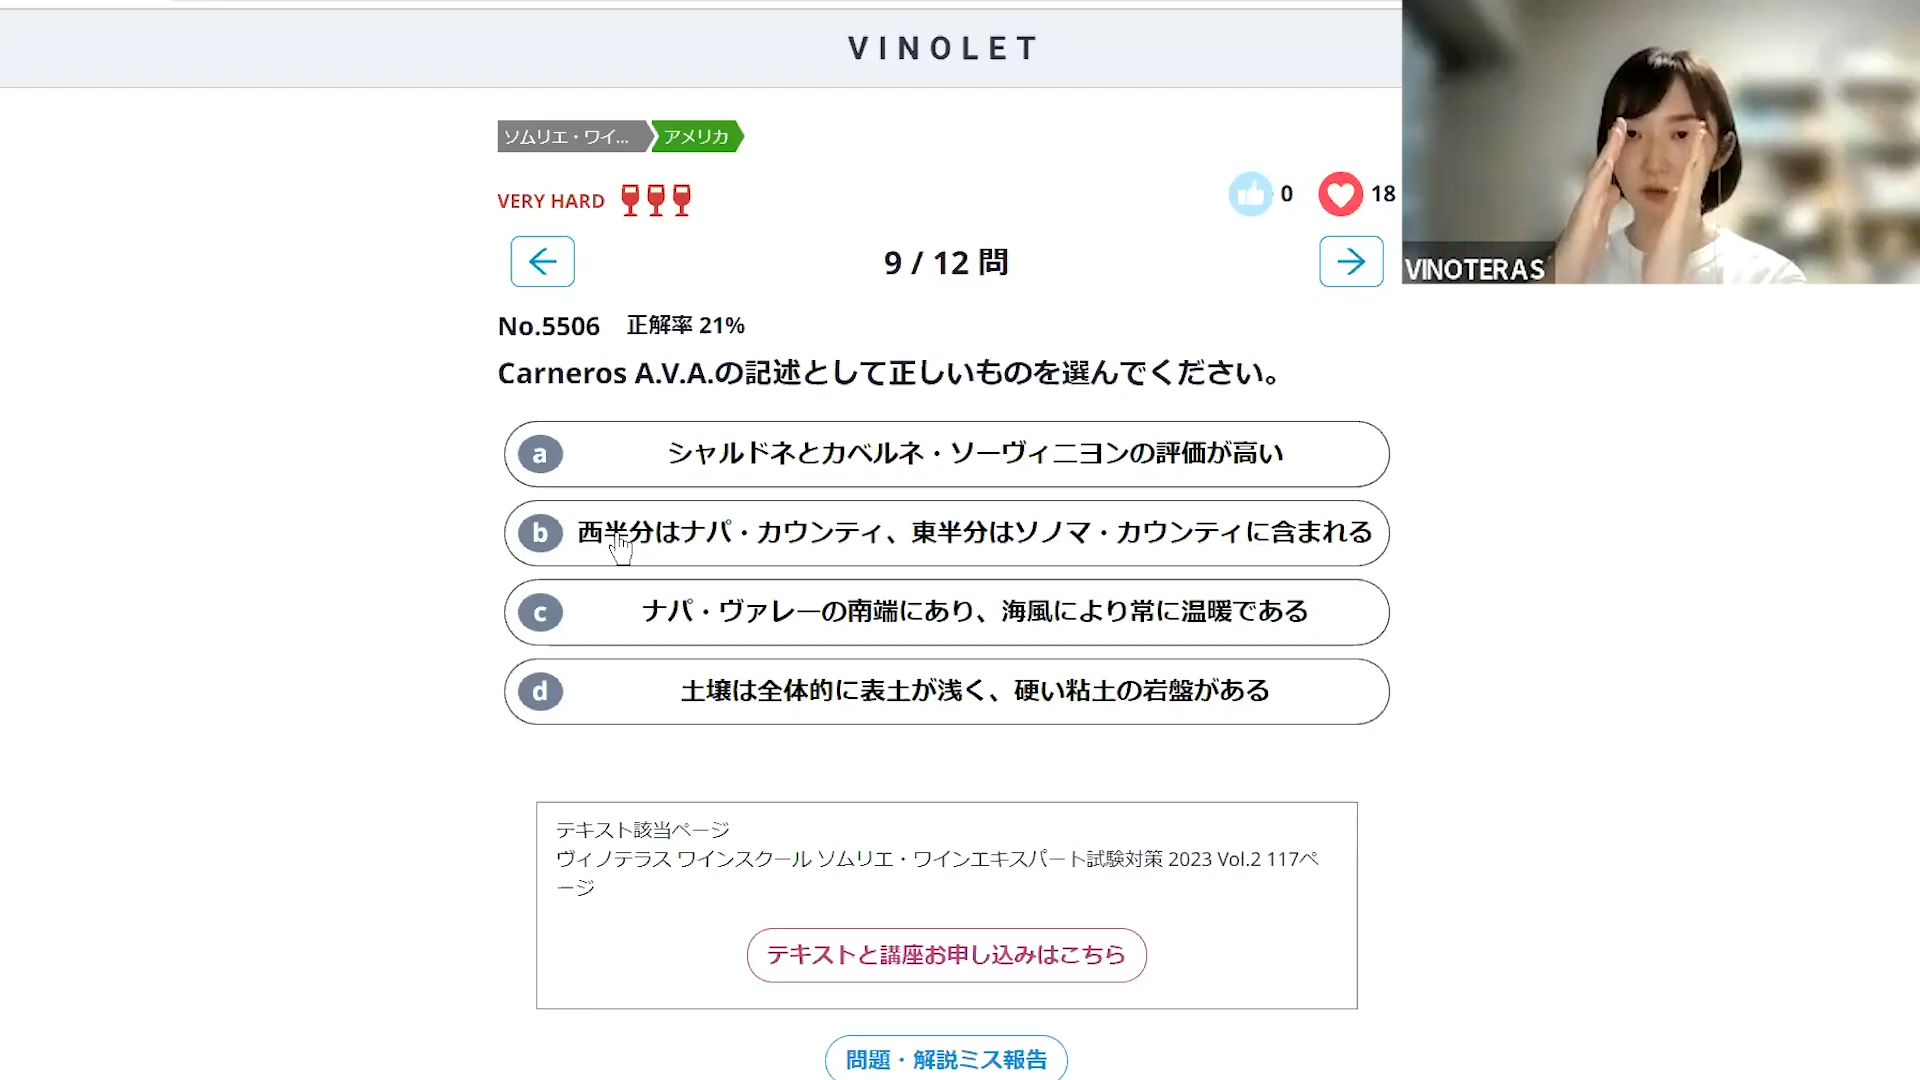 VINOLET
ソムリエ・ワイ... アメリカ
VERY HARD
0 18
9 / 12 問
VINOTERAS
No.5506 正解率 21%
Carneros A.V.A.の記述として正しいものを選んでください。
a シャルドネとカベルネ・ソーヴィニヨンの評価が高い
b 西半分はナパ・カウンティ、東半分はソノマ・カウンティに含まれる
c ナパ・ヴァレーの南端にあり、海風により常に温暖である
d 土壌は全体的に表土が浅く、硬い粘土の岩盤がある
テキスト該当ページ
ヴィノテラス ワインスクール ソムリエ・ワインエキスパート試験対策 2023 Vol.2 117ペ
ージ
テキストと講座お申し込みはこちら
問題・解説ミス報告